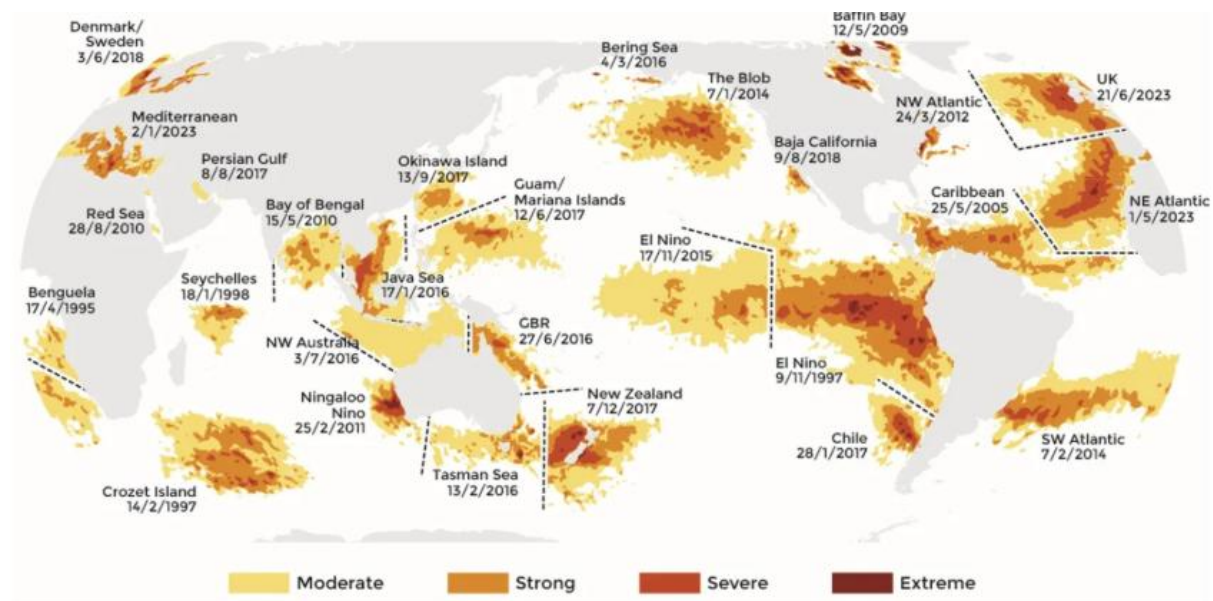 Denmark/
Sweden
3/6/2018
Baffin Bay
12/5/2009
Bering Sea
4/3/2016
The Blob
7/1/2014
UK
21/6/2023
NW Atlantic
24/3/2012
Mediterranean
2/1/2023
Persian Gulf
8/8/2017
Okinawa Island
13/9/2017
Baja California
9/8/2018
Guam/
Mariana Islands
12/6/2017
Caribbean
25/5/2005
NE Atlantic
1/5/2023
Red Sea
28/8/2010
Bay of Bengal
15/5/2010
El Nino
17/11/2015
Seychelles
18/1/1998
Java Sea
17/1/2016
Benguela
17/4/1995
NW Australia
3/7/2016
GBR
27/6/2016
El Nino
9/11/1997
Ningaloo
Nino
25/2/2011
New Zealand
7/12/2017
Chile
28/1/2017
SW Atlantic
7/2/2014
Tasman Sea
13/2/2016
Crozet Island
14/2/1997
Moderate
Strong
Severe
Extreme